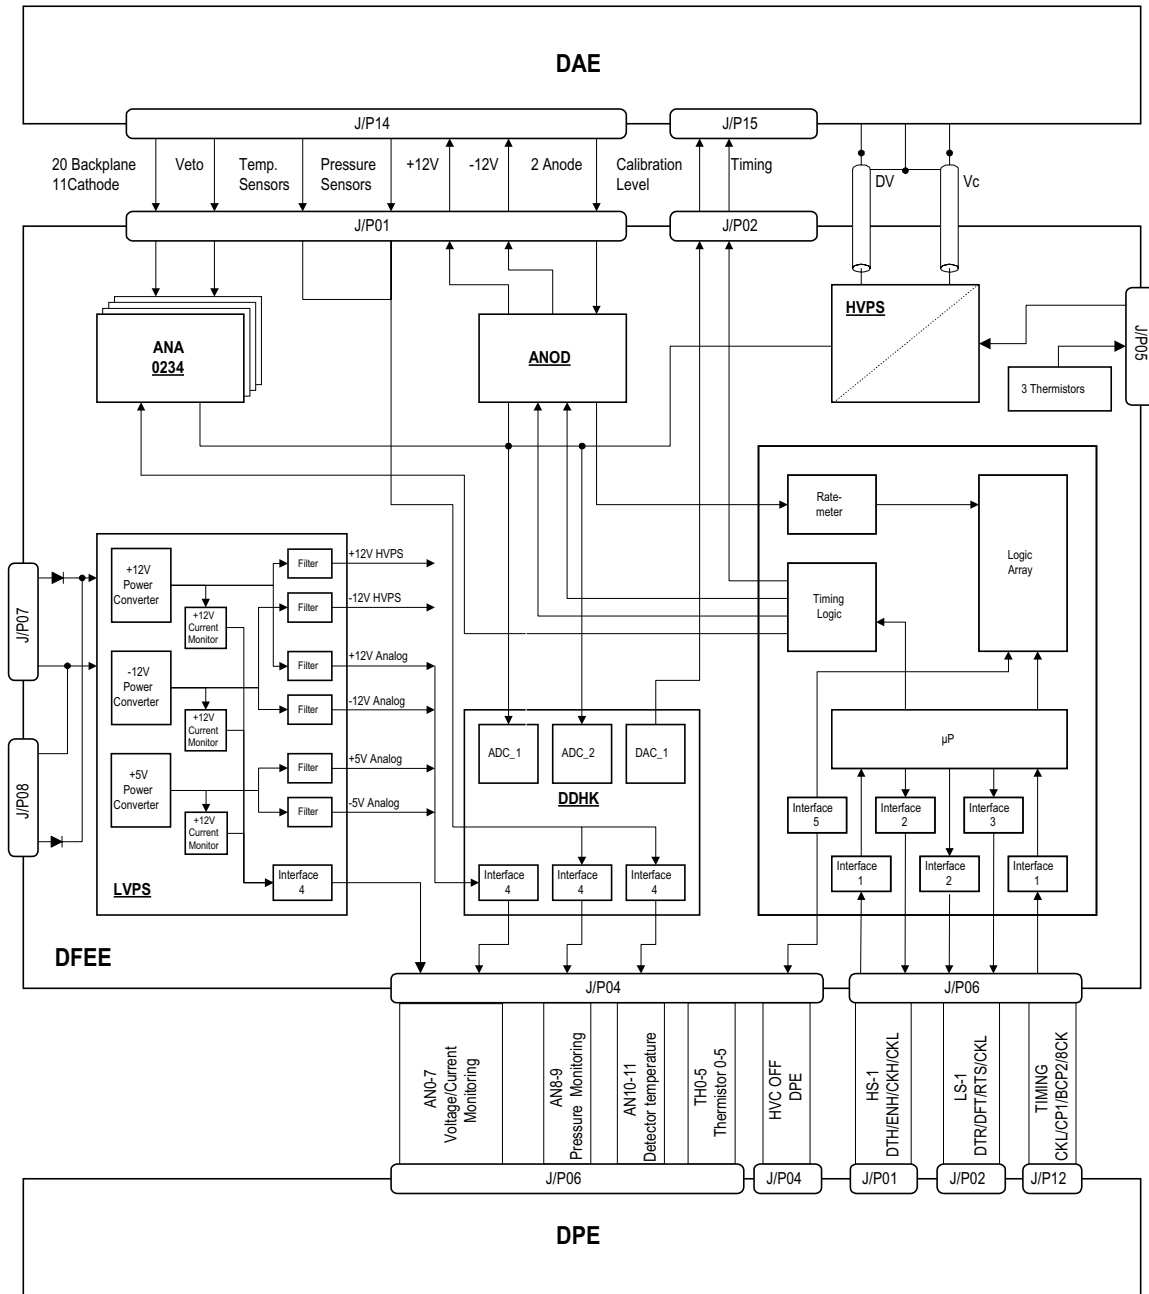 DAE
J/P14
J/P15
20 Backplane
11Cathode
Veto
Temp.
Sensors
Pressure
Sensors
+12V
-12V
2 Anode
Calibration
Level
Timing
DV
Vc
J/P01
J/P02
ANA
0234
ANOD
HVPS
J/P05
3 Thermistors
Rate-
meter
Logic
Array
Timing
Logic
µP
Interface
5
Interface
2
Interface
3
Interface
1
Interface
2
Interface
1
J/P07
J/P08
+12V
Power
Converter
+12V
Current
Monitor
-12V
Power
Converter
+12V
Current
Monitor
+5V
Power
Converter
+12V
Current
Monitor
Filter
+12V HVPS
Filter
-12V HVPS
Filter
+12V Analog
Filter
-12V Analog
Filter
+5V Analog
Filter
-5V Analog
Interface
4
LVPS
ADC_1
ADC_2
DAC_1
DDHK
Interface
4
Interface
4
Interface
4
DFEE
J/P04
J/P06
AN0-7
Voltage/Current
Monitoring
AN8-9
Pressure Monitoring
AN10-11
Detector temperature
TH0-5
Thermistor 0-5
HVC OFF
DPE
HS-1
DTH/ENH/CKH/CKL
LS-1
DTR/DFT/RTS/CKL
TIMING
CKL/CP1/BCP2/8CK
J/P06
J/P04
J/P01
J/P02
J/P12
DPE